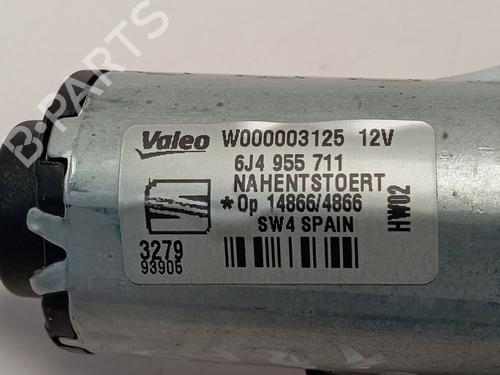 Valeo W000003125 12V
6J4 955 711
NAHENTSTOERT
*Op 14866/4866
SW4 SPAIN
HW02
3279
93906
B-PARTS